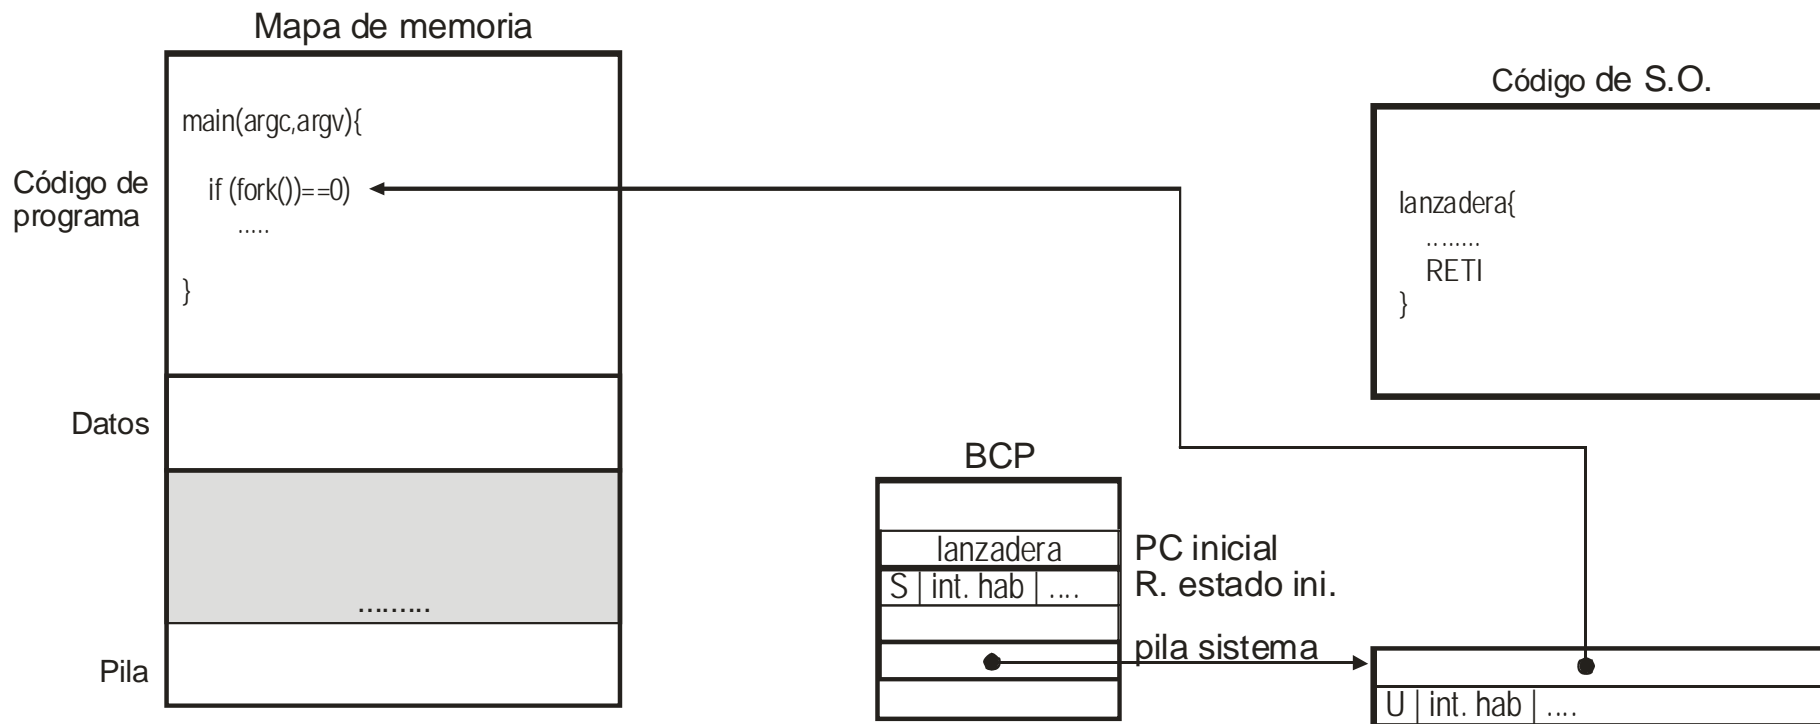 Mapa de memoria
main(argc,argv){
if (fork())==0)
.....
}
Código de
programa
Datos
.........
Pila
Código de S.O.
lanzadera{
........
RETI
}
BCP
lanzadera
S | int. hab | ....
PC inicial
R. estado ini.
pila sistema
U | int. hab | ....